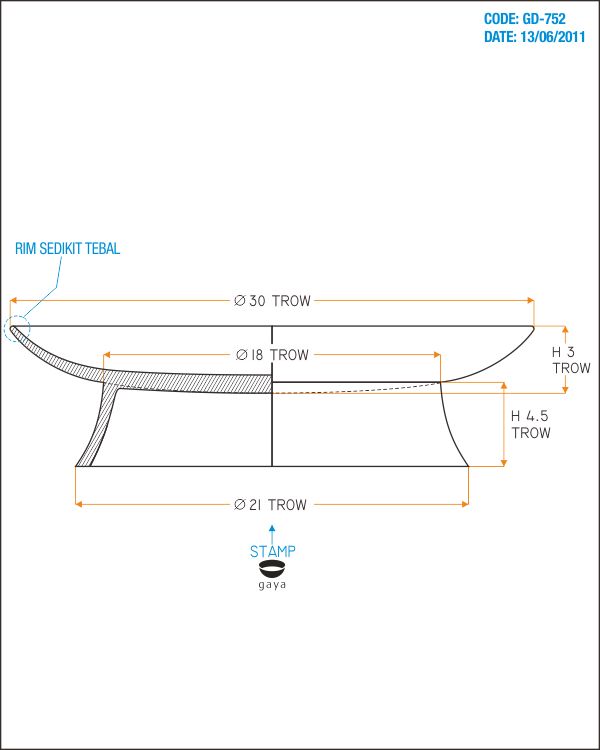 CODE: GD-752
DATE: 13/06/2011
RIM SEDIKIT TEBAL
Ø 30 TROW
Ø 18 TROW
H 3
TROW
H 4.5
TROW
Ø 21 TROW
STAMP
gaya